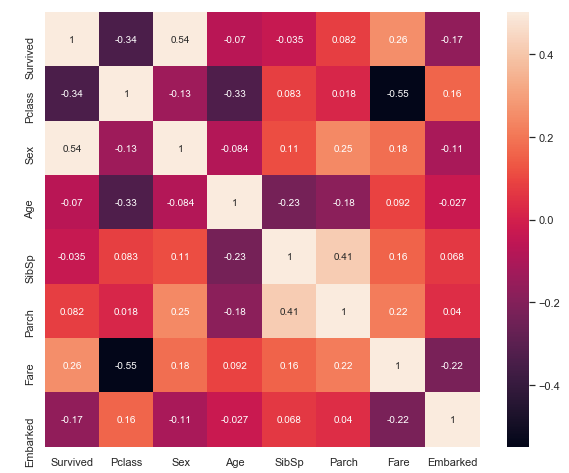 Survived 1 -0.34 0.54 -0.07 -0.035 0.082 0.26 -0.17
Pclass -0.34 1 -0.13 -0.33 0.083 0.018 -0.55 0.16
Sex 0.54 -0.13 1 -0.084 0.11 0.25 0.18 -0.11
Age -0.07 -0.33 -0.084 1 -0.23 -0.18 0.092 -0.027
SibSp -0.035 0.083 0.11 -0.23 1 0.41 0.16 0.068
Parch 0.082 0.018 0.25 -0.18 0.41 1 0.22 0.04
Fare 0.26 -0.55 0.18 0.092 0.16 0.22 1 -0.22
Embarked -0.17 0.16 -0.11 -0.027 0.068 0.04 -0.22 1
Survived Pclass Sex Age SibSp Parch Fare Embarked
0.4
0.2
0.0
−0.2
−0.4